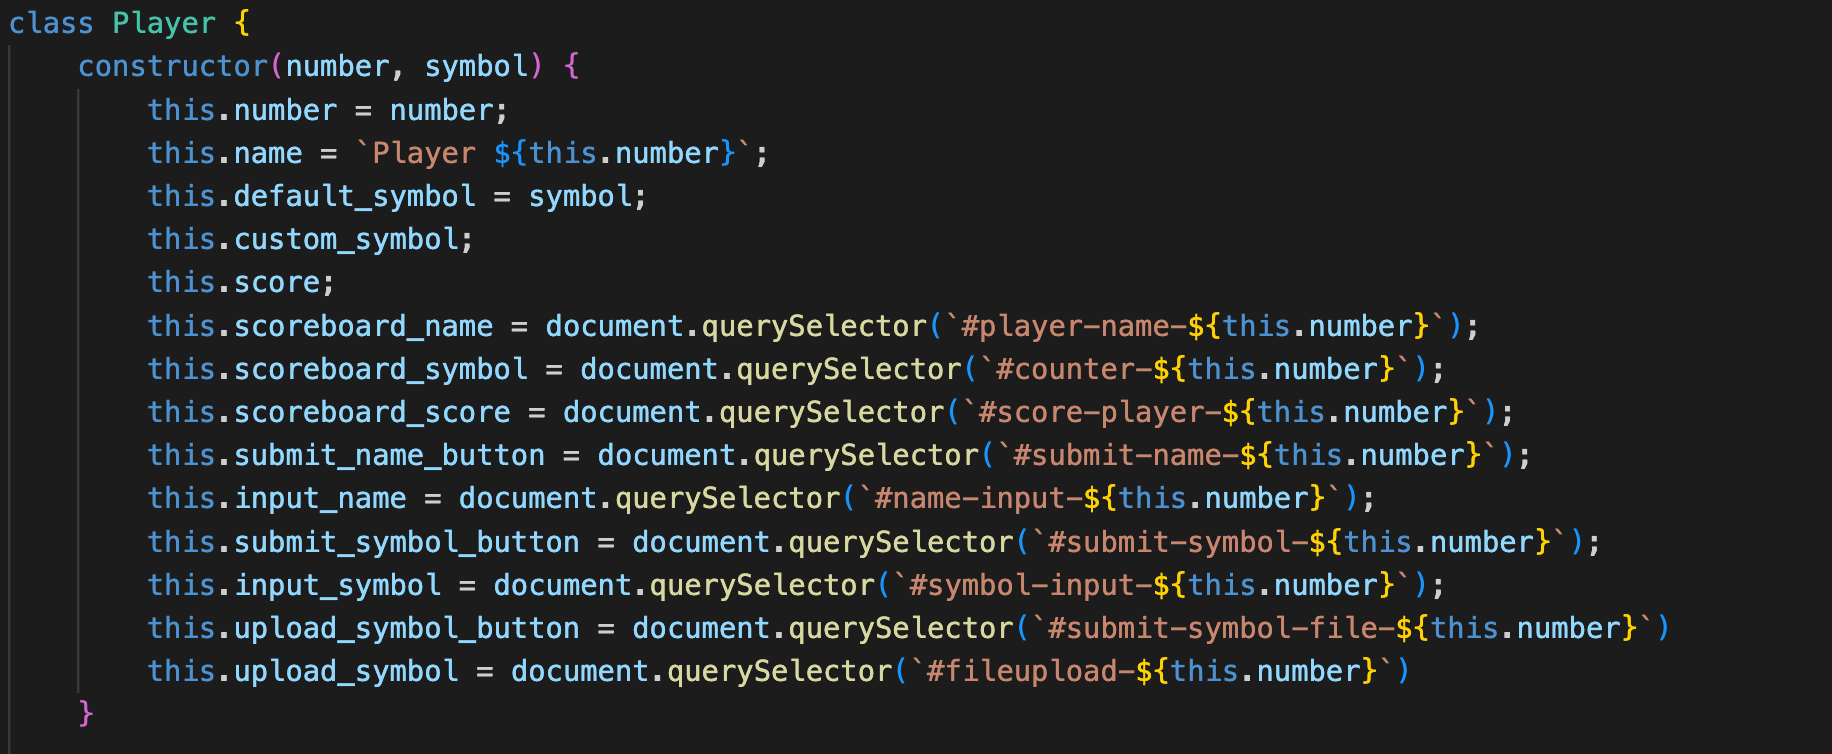 class Player {
    constructor(number, symbol) {
        this.number = number;
        this.name = `Player ${this.number}`;
        this.default_symbol = symbol;
        this.custom_symbol;
        this.score;
        this.scoreboard_name = document.querySelector(`#player-name-${this.number}`);
        this.scoreboard_symbol = document.querySelector(`#counter-${this.number}`);
        this.scoreboard_score = document.querySelector(`#score-player-${this.number}`);
        this.submit_name_button = document.querySelector(`#submit-name-${this.number}`);
        this.input_name = document.querySelector(`#name-input-${this.number}`);
        this.submit_symbol_button = document.querySelector(`#submit-symbol-${this.number}`);
        this.input_symbol = document.querySelector(`#symbol-input-${this.number}`);
        this.upload_symbol_button = document.querySelector(`#submit-symbol-file-${this.number}`)
        this.upload_symbol = document.querySelector(`#fileupload-${this.number}`)
    }